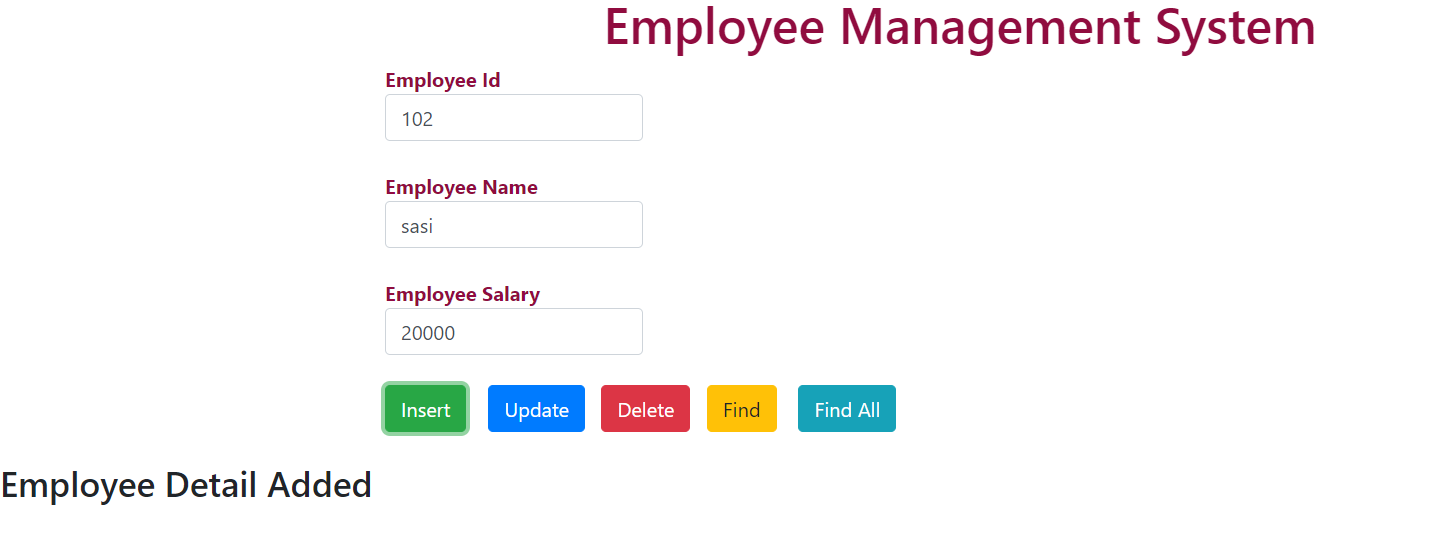 Employee Management System
Employee Id
102
Employee Name
sasi
Employee Salary
20000
Insert Update Delete Find Find All
Employee Detail Added